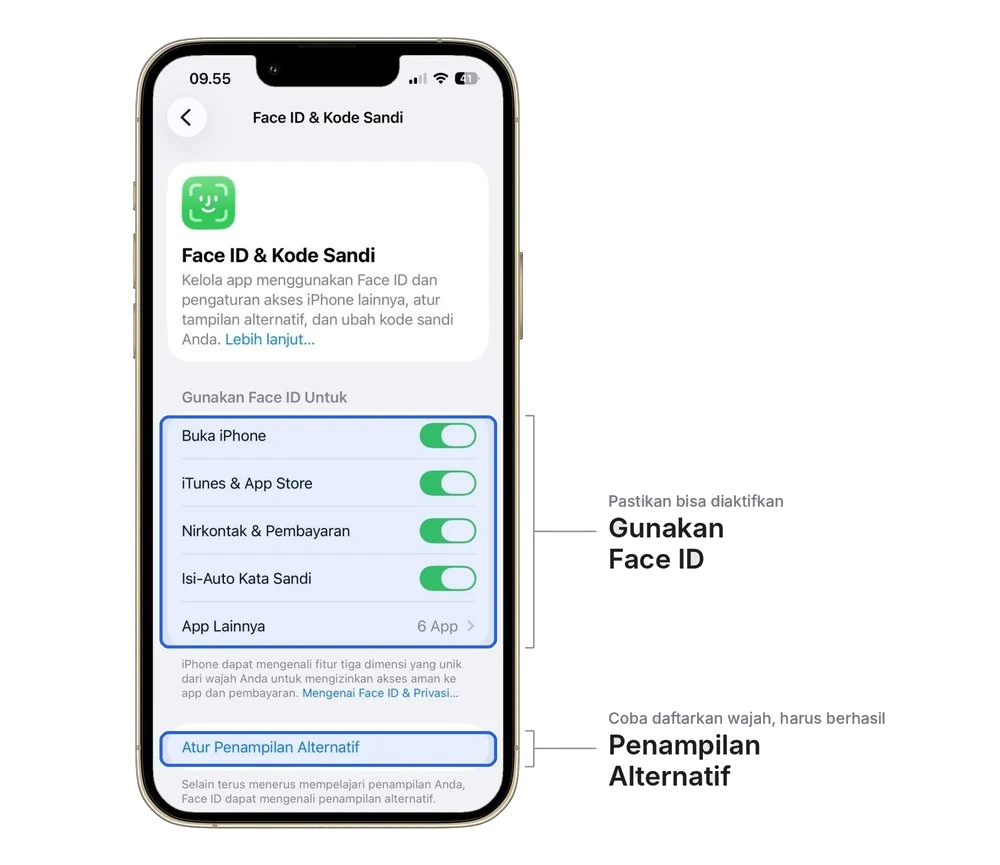 09.55
41
Face ID & Kode Sandi
Face ID & Kode Sandi
Kelola app menggunakan Face ID dan
pengaturan akses iPhone lainnya, atur
tampilan alternatif, dan ubah kode sandi
Anda. Lebih lanjut...
Gunakan Face ID Untuk
Buka iPhone
iTunes & App Store
Nirkontak & Pembayaran
Isi-Auto Kata Sandi
App Lainnya 6 App
iPhone dapat mengenali fitur tiga dimensi yang unik
dari wajah Anda untuk mengizinkan akses aman ke
app dan pembayaran. Mengenai Face ID & Privasi...
Atur Penampilan Alternatif
Selain terus menerus mempelajari penampilan Anda,
Face ID dapat mengenali penampilan alternatif.
Pastikan bisa diaktifkan
Gunakan
Face ID
Coba daftarkan wajah, harus berhasil
Penampilan
Alternatif